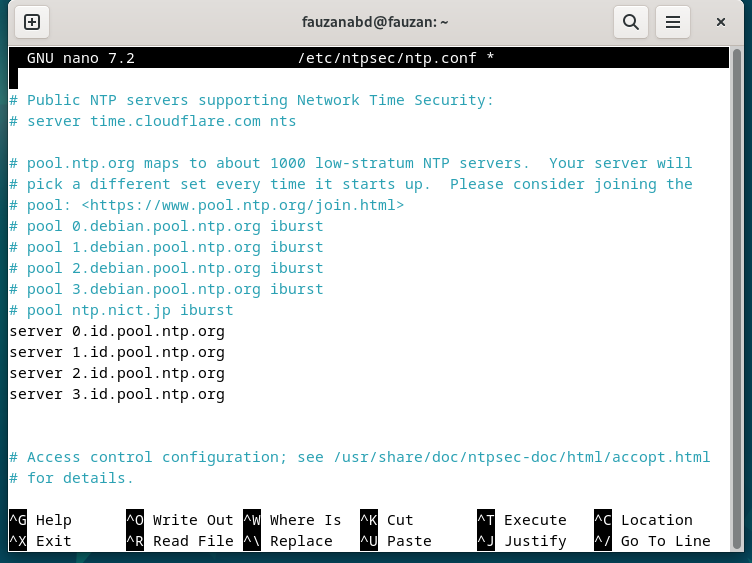 fauzanabd@fauzan: ~
GNU nano 7.2 /etc/ntpsec/ntp.conf *
# Public NTP servers supporting Network Time Security:
# server time.cloudflare.com nts
# pool.ntp.org maps to about 1000 low-stratum NTP servers.  Your server will
# pick a different set every time it starts up.  Please consider joining the
# pool: <https://www.pool.ntp.org/join.html>
# pool 0.debian.pool.ntp.org iburst
# pool 1.debian.pool.ntp.org iburst
# pool 2.debian.pool.ntp.org iburst
# pool 3.debian.pool.ntp.org iburst
# pool ntp.nict.jp iburst
server 0.id.pool.ntp.org
server 1.id.pool.ntp.org
server 2.id.pool.ntp.org
server 3.id.pool.ntp.org
# Access control configuration; see /usr/share/doc/ntpsec-doc/html/accopt.html
# for details.
^G Help ^O Write Out ^W Where Is ^K Cut ^T Execute ^C Location
^X Exit ^R Read File ^\ Replace ^U Paste ^J Justify ^/ Go To Line